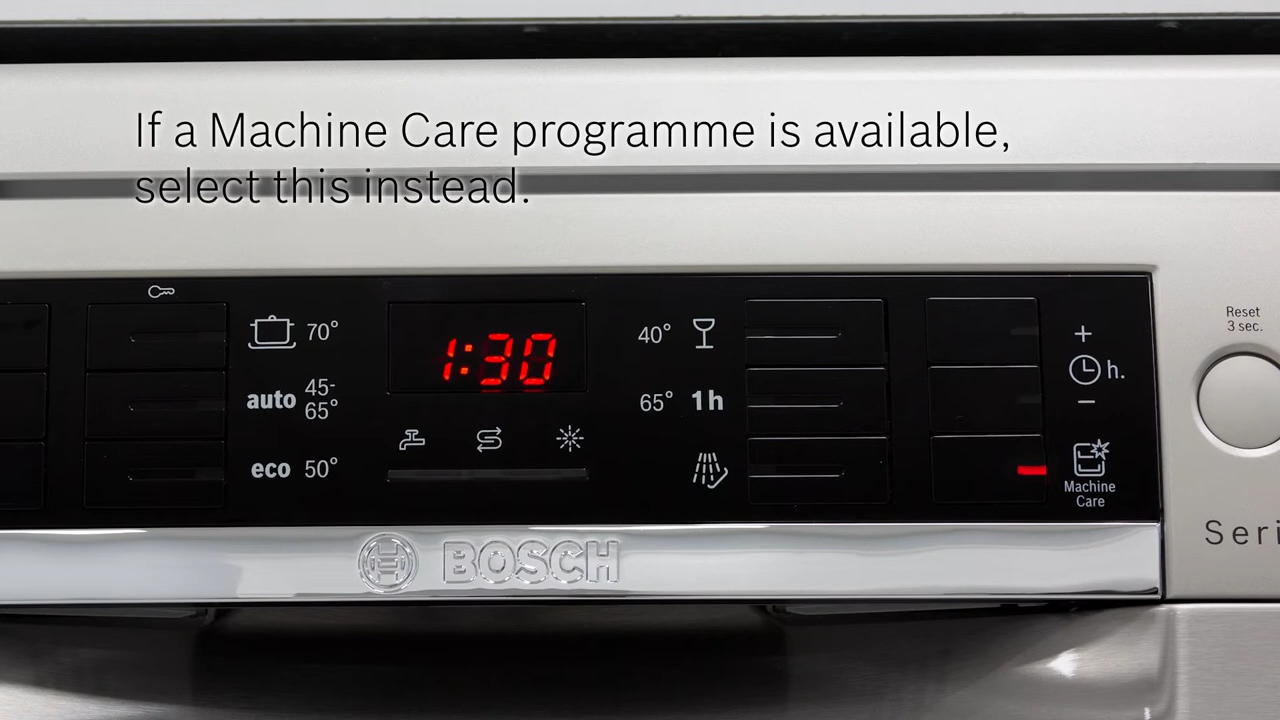 If a Machine Care programme is available,
select this instead.
70°
auto 45-
65°
eco 50°
1:30
40°
65° 1h
+
h.
−
Machine
Care
Reset
3 sec.
BOSCH
Seri